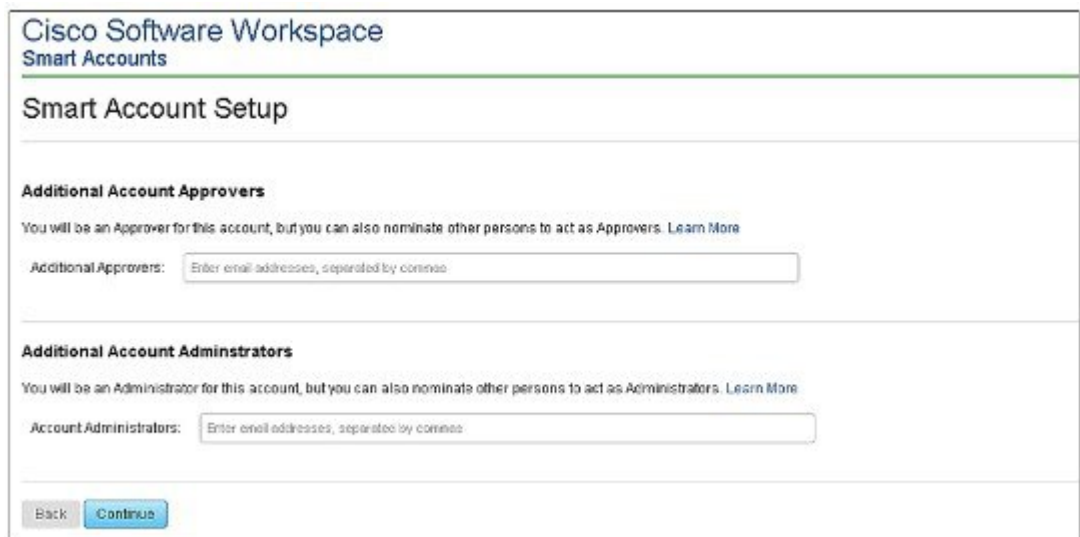 Cisco Software Workspace
Smart Accounts
Smart Account Setup
Additional Account Approvers
You will be an Approver for this account, but you can also nominate other persons to act as Approvers. Learn More
Additional Approvers: Enter email addresses, separated by commas
Additional Account Adminstrators
You will be an Administrator for this account, but you can also nominate other persons to act as Administrators. Learn More
Account Administrators: Enter email addresses, separated by commas
Back Continue